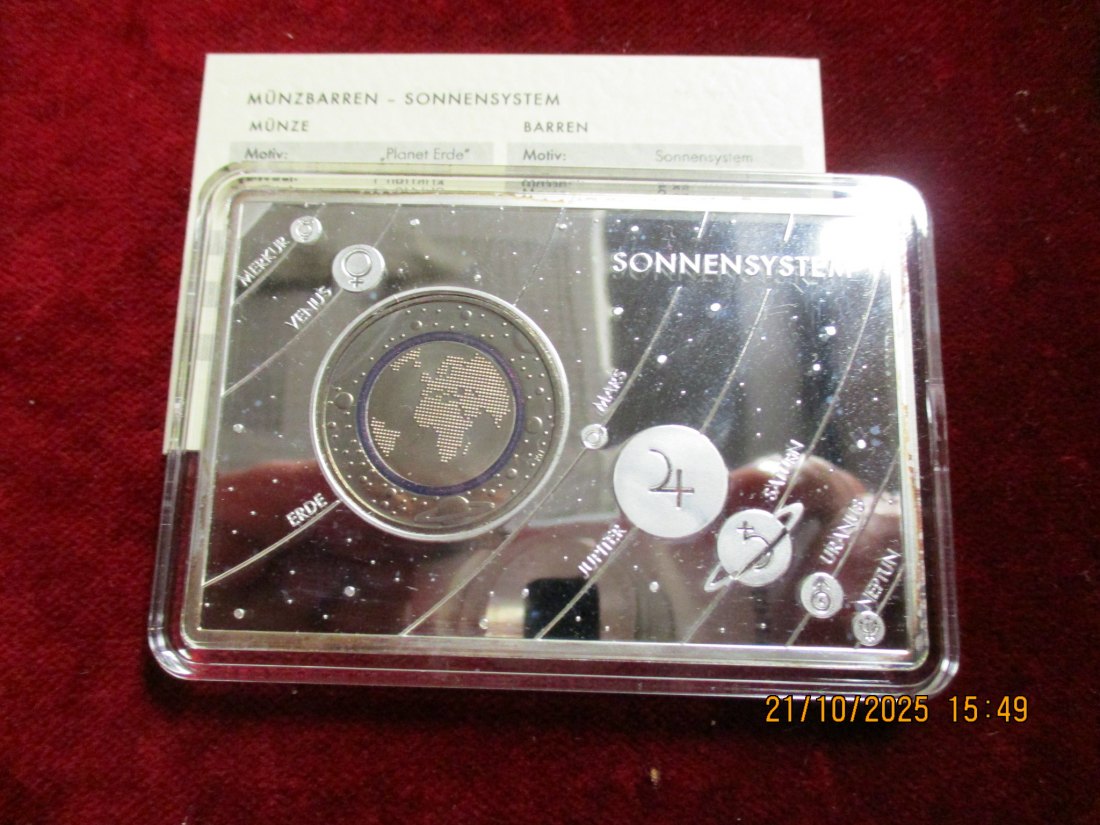 MÜNZBARREN – SONNENSYSTEM
MÜNZE
BARREN
Motiv: „Planet Erde"
Motiv: Sonnensystem
SONNENSYSTEM
MERKUR
VENUS
ERDE
MARS
JUPITER
SATURN
URANUS
NEPTUN
21/10/2025 15:49